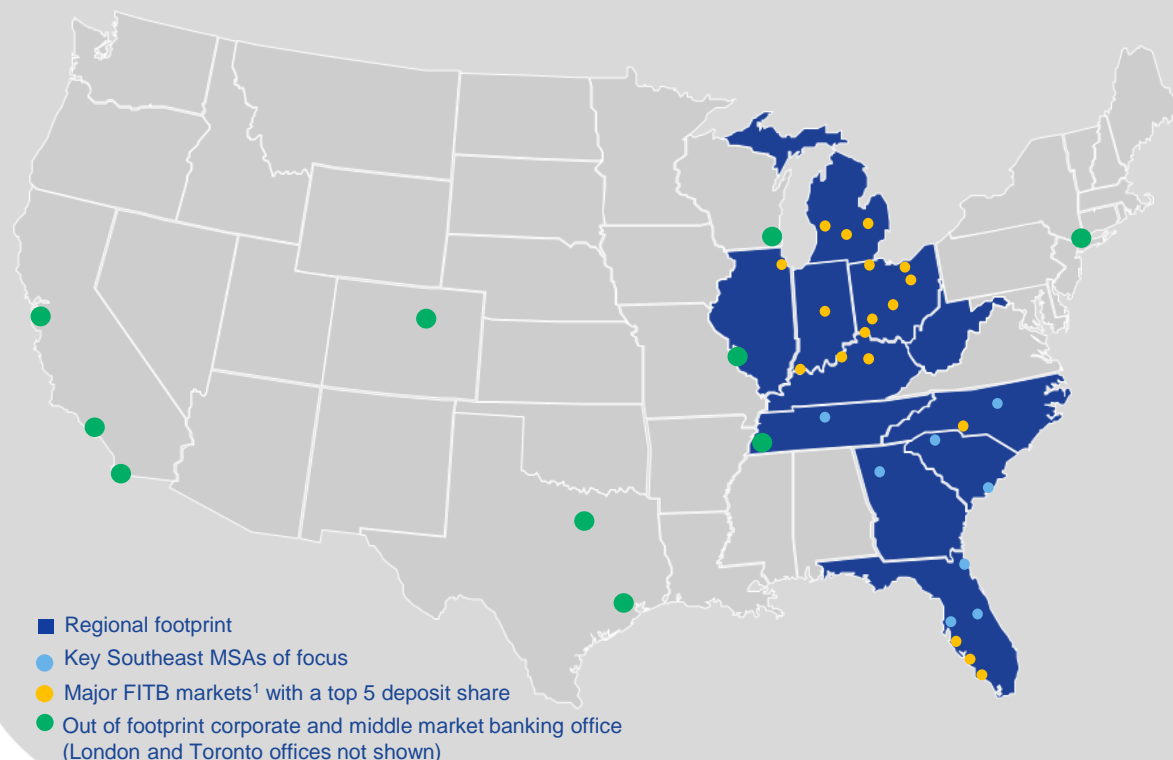 Regional footprint
Key Southeast MSAs of focus
Major FITB markets¹ with a top 5 deposit share
Out of footprint corporate and middle market banking office
(London and Toronto offices not shown)